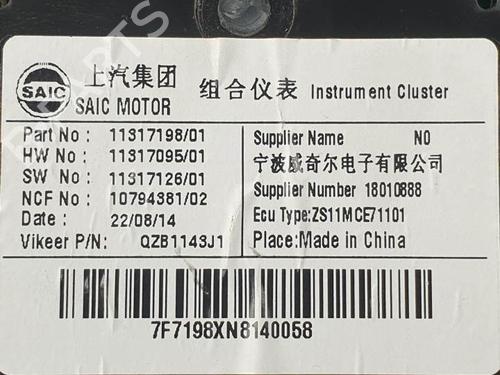 SAIC
上汽集团
SAIC MOTOR
组合仪表 Instrument Cluster
Part No : 11317198/01
HW No : 11317095/01
SW No : 11317126/01
NCF No : 10794381/02
Date : 22/08/14
Vikeer P/N: QZB1143J1
Supplier Name N0
宁波威奇尔电子有限公司
Supplier Number 18010888
Ecu Type:ZS11MCE71101
Place:Made in China
7F7198XN8140058